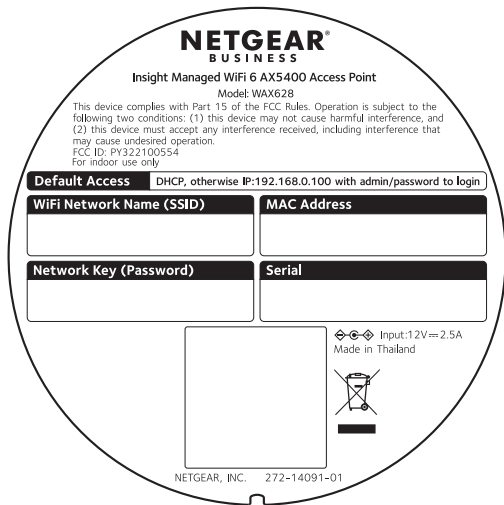 NETGEAR®
BUSINESS
Insight Managed WiFi 6 AX5400 Access Point
Model: WAX628
This device complies with Part 15 of the FCC Rules. Operation is subject to the
following two conditions: (1) this device may not cause harmful interference, and
(2) this device must accept any interference received, including interference that
may cause undesired operation.
FCC ID: PY322100554
For indoor use only
Default Access DHCP, otherwise IP:192.168.0.100 with admin/password to login
WiFi Network Name (SSID) MAC Address
Network Key (Password) Serial
Input:12V⎓2.5A
Made in Thailand
NETGEAR, INC. 272-14091-01